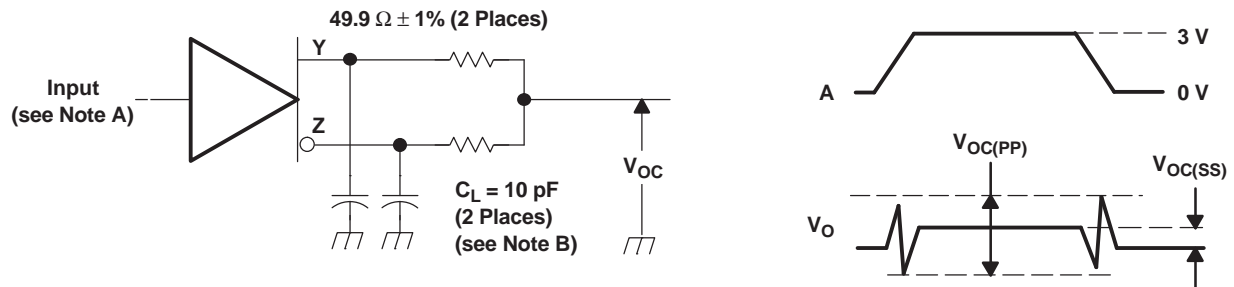 49.9 Ω ± 1% (2 Places)
Y
Input
(see Note A)
Z
V_OC
C_L = 10 pF
(2 Places)
(see Note B)
3 V
A
0 V
V_OC(PP)
V_OC(SS)
V_O